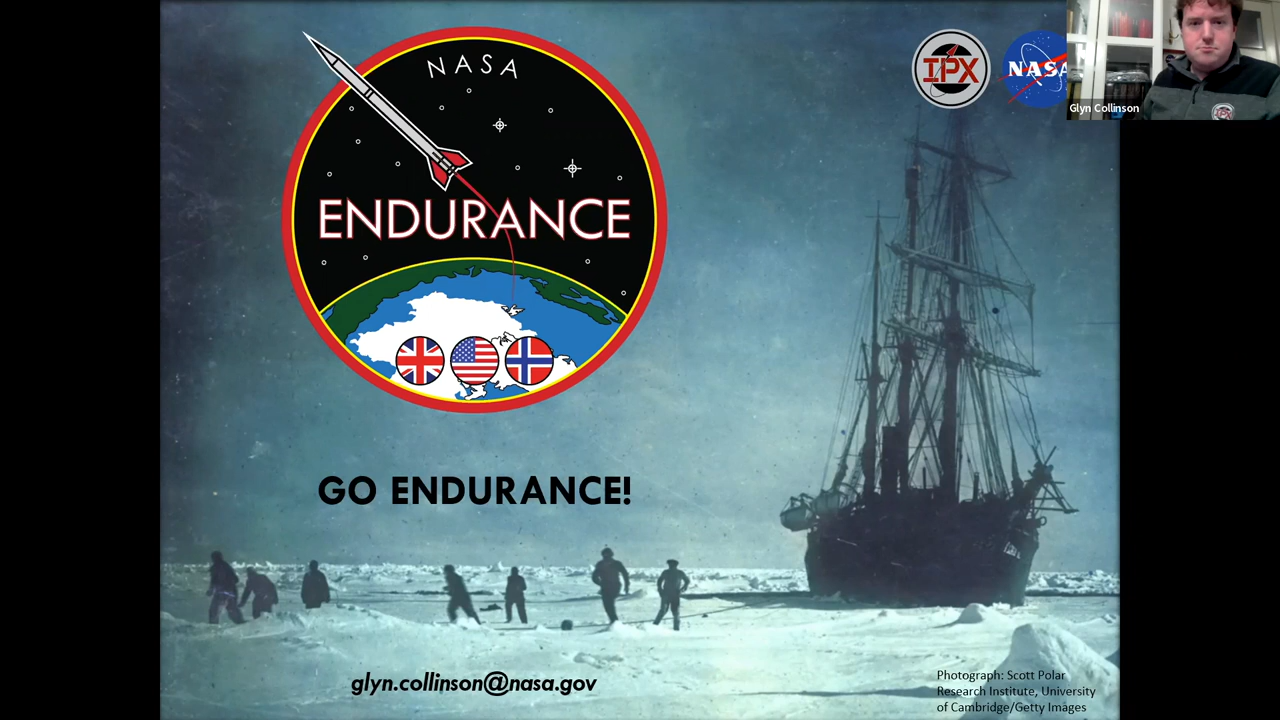 NASA
ENDURANCE
IPX
NASA
Glyn Collinson
IPX
GO ENDURANCE!
glyn.collinson@nasa.gov
Photograph: Scott Polar
Research Institute, University
of Cambridge/Getty Images